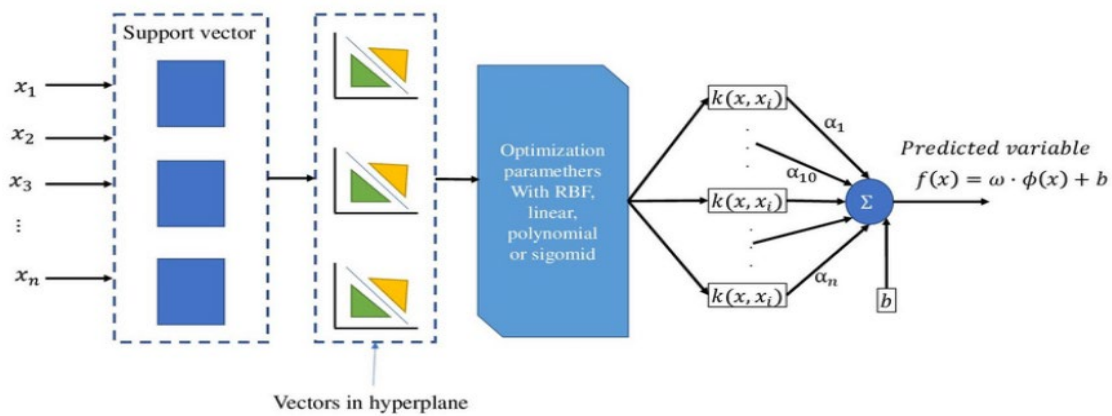 Support vector
x₁
x₂
x₃
...
xₙ
Vectors in hyperplane
Optimization
paramethers
With RBF,
linear,
polynomial
or sigomid
k(x, xᵢ)
α₁
α₁₀
k(x, xᵢ)
k(x, xᵢ)
αₙ
Σ
b
Predicted variable
f(x) = ω · ϕ(x) + b